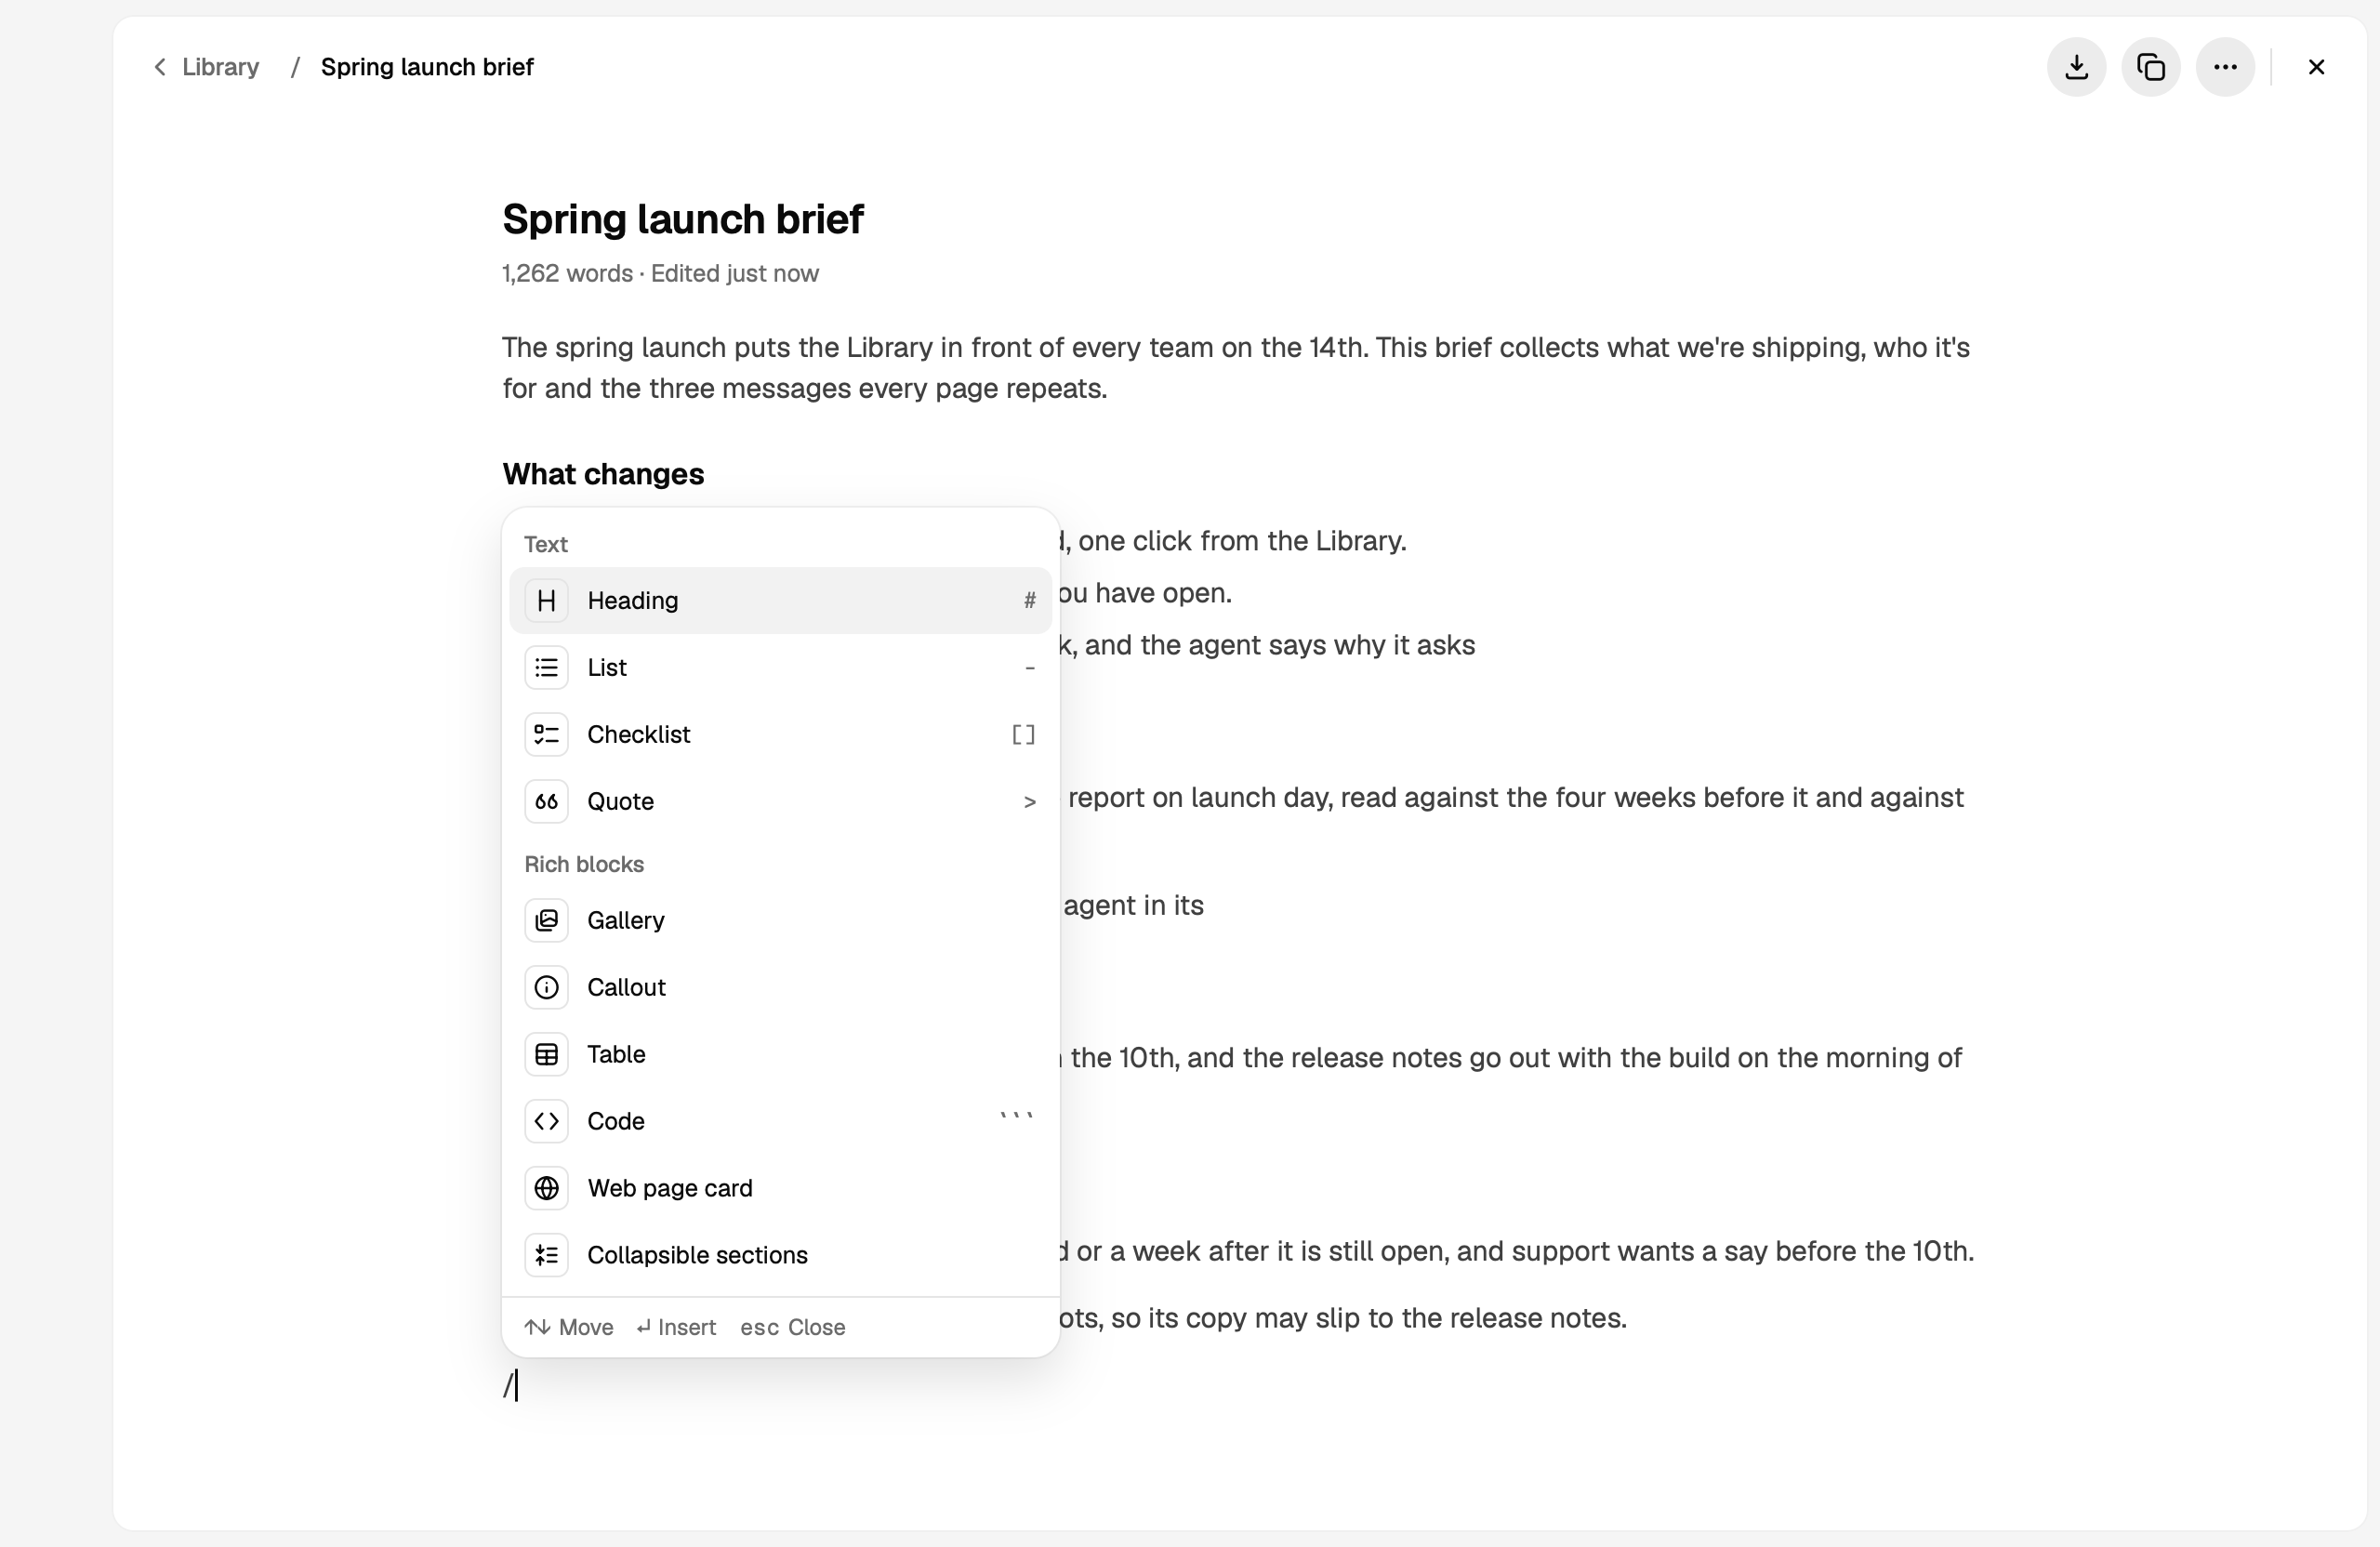 Library / Spring launch brief
Spring launch brief
1,262 words · Edited just now
The spring launch puts the Library in front of every team on the 14th. This brief collects what we're shipping, who it's
for and the three messages every page repeats.
What changes
Text
, one click from the Library.
H Heading #
have open.
List -
, and the agent says why it asks
Checklist []
Quote >
report on launch day, read against the four weeks before it and against
Rich blocks
Gallery
agent in its
Callout
Table
the 10th, and the release notes go out with the build on the morning of
Code ```
Web page card
Collapsible sections
or a week after it is still open, and support wants a say before the 10th.
↑↓ Move ↵ Insert esc Close
, so its copy may slip to the release notes.
/